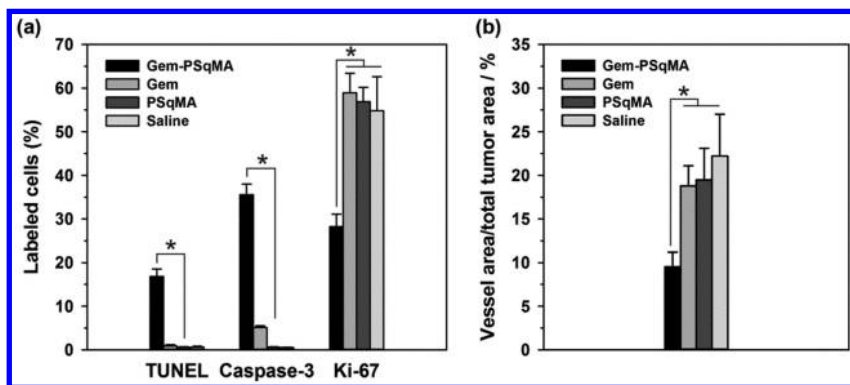 (a)
70
60
50
40
30
20
10
0
Labeled cells (%)
Gem-PSqMA
Gem
PSqMA
Saline
*
*
*
TUNEL Caspase-3 Ki-67
(b)
35
30
25
20
15
10
5
0
Vessel area/total tumor area / %
Gem-PSqMA
Gem
PSqMA
Saline
*